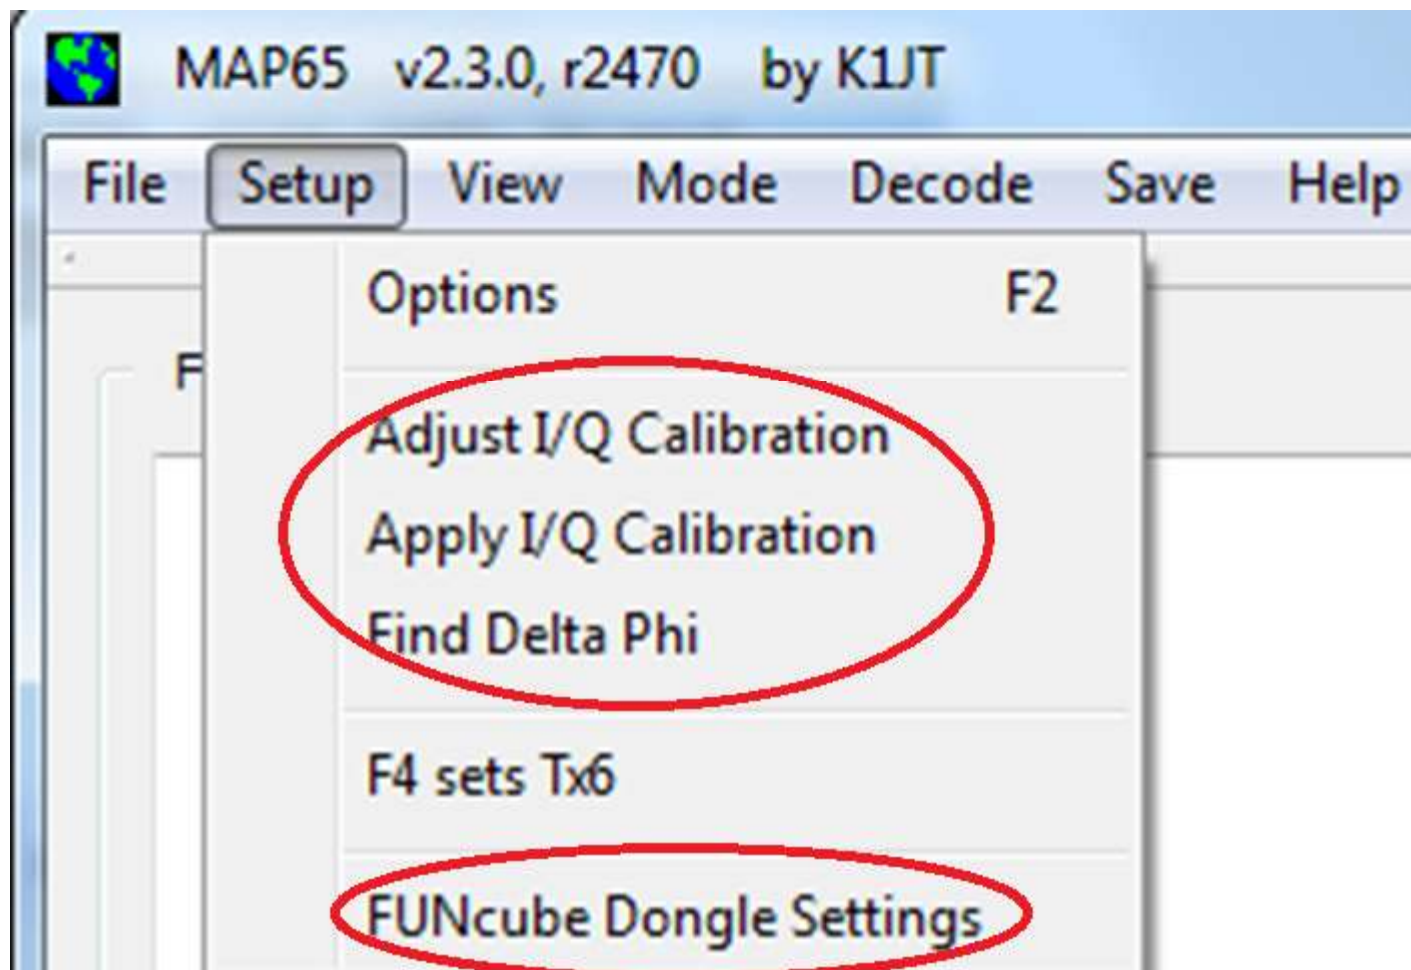 MAP65 v2.3.0, r2470 by K1JT
File Setup View Mode Decode Save Help
Options F2
F
Adjust I/Q Calibration
Apply I/Q Calibration
Find Delta Phi
F4 sets Tx6
FUNcube Dongle Settings